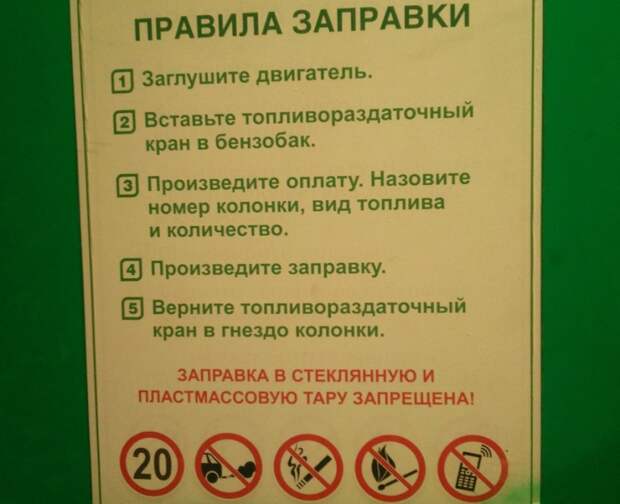 ПРАВИЛА ЗАПРАВКИ
1 Заглушите двигатель.
2 Вставьте топливораздаточный
кран в бензобак.
3 Произведите оплату. Назовите
номер колонки, вид топлива
и количество.
4 Произведите заправку.
5 Верните топливораздаточный
кран в гнездо колонки.
ЗАПРАВКА В СТЕКЛЯННУЮ И
ПЛАСТМАССОВУЮ ТАРУ ЗАПРЕЩЕНА!
20